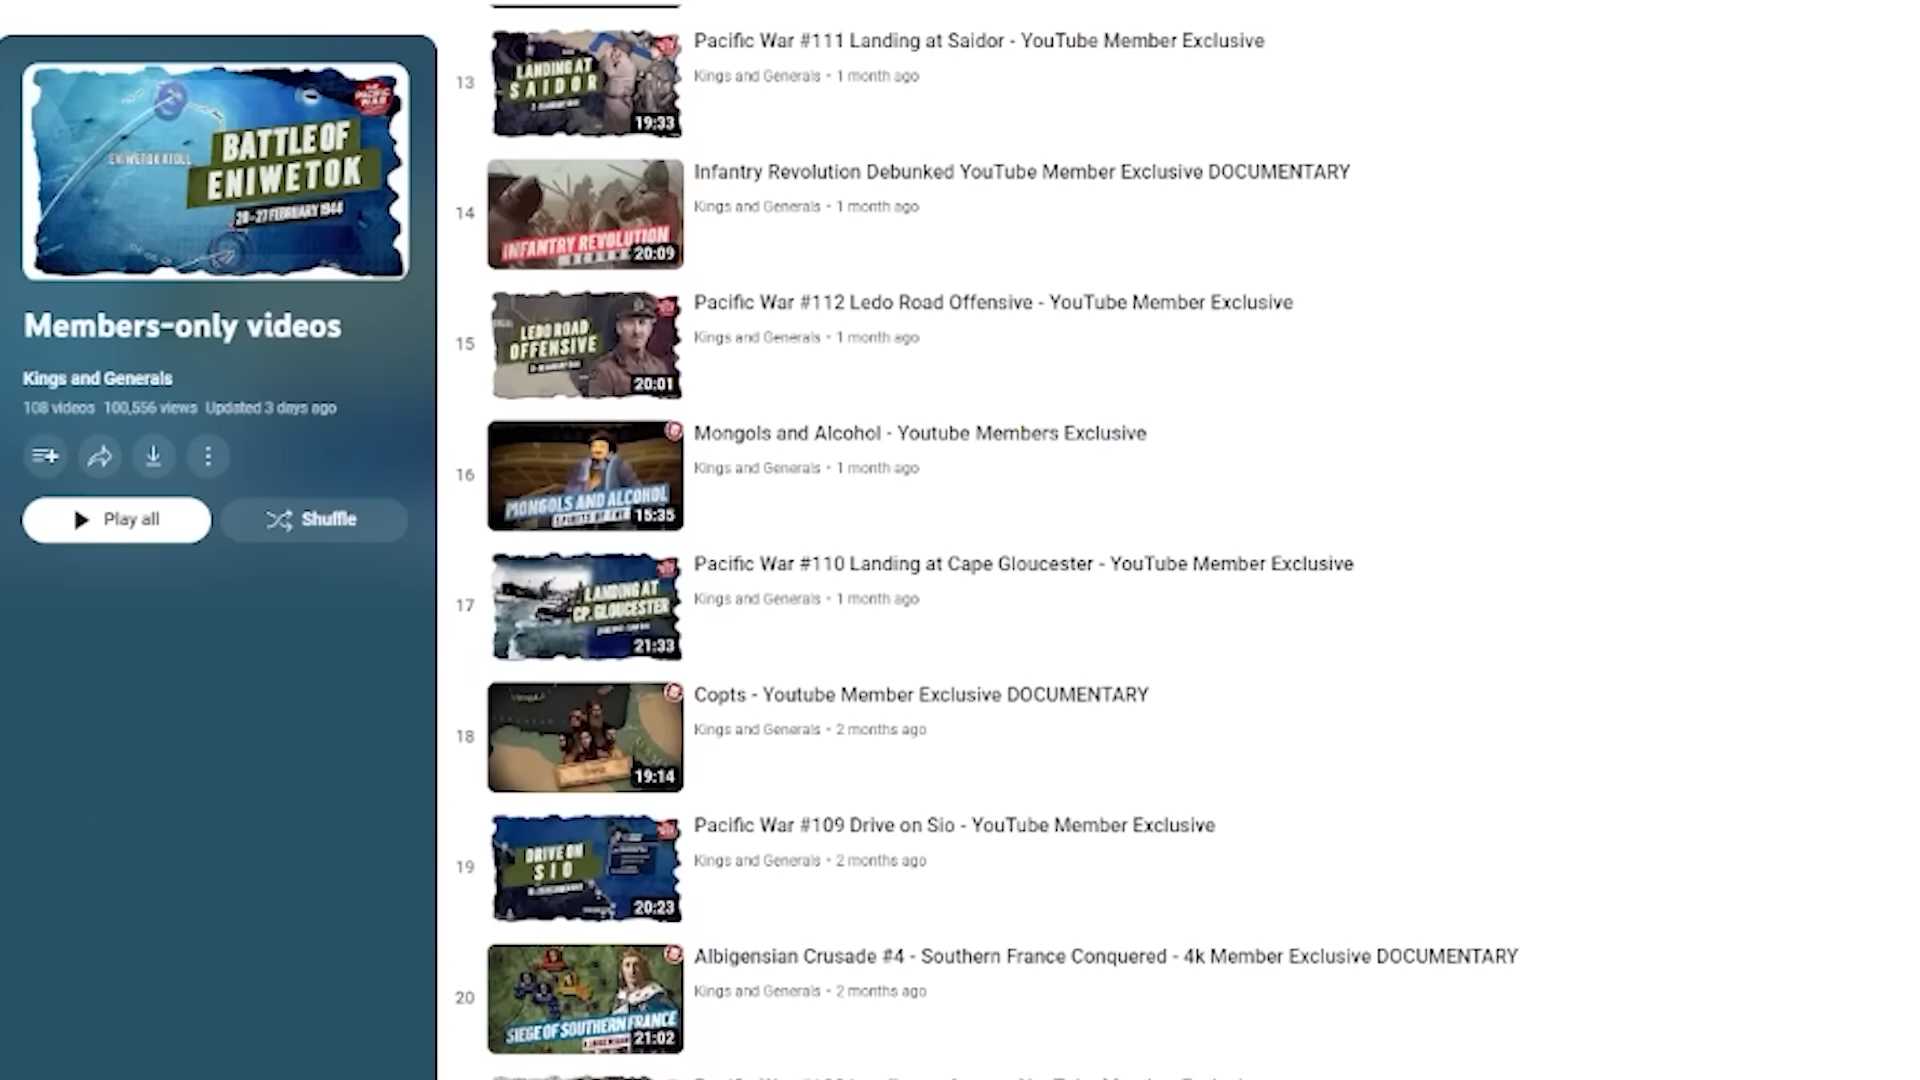 BATTLE OF
ENIWETOK
ENIWETOK ATOLL
THE PACIFIC WAR
20-27 FEBRUARY 1944
Members-only videos
Kings and Generals
108 videos 100,556 views Updated 3 days ago
Play all
Shuffle
13
LANDING AT
SAIDOR
19:33
Pacific War #111 Landing at Saidor - YouTube Member Exclusive
Kings and Generals • 1 month ago
14
INFANTRY REVOLUTION
20:09
Infantry Revolution Debunked YouTube Member Exclusive DOCUMENTARY
Kings and Generals • 1 month ago
15
LEDO ROAD
OFFENSIVE
20:01
Pacific War #112 Ledo Road Offensive - YouTube Member Exclusive
Kings and Generals • 1 month ago
16
MONGOLS AND ALCOHOL
SPIRITS OF THE
15:35
Mongols and Alcohol - Youtube Members Exclusive
Kings and Generals • 1 month ago
17
LANDING AT
CP. GLOUCESTER
21:33
Pacific War #110 Landing at Cape Gloucester - YouTube Member Exclusive
Kings and Generals • 1 month ago
18
19:14
Copts - Youtube Member Exclusive DOCUMENTARY
Kings and Generals • 2 months ago
19
DRIVE ON
SIO
20:23
Pacific War #109 Drive on Sio - YouTube Member Exclusive
Kings and Generals • 2 months ago
20
SIEGE OF SOUTHERN FRANCE
21:02
Albigensian Crusade #4 - Southern France Conquered - 4k Member Exclusive DOCUMENTARY
Kings and Generals • 2 months ago